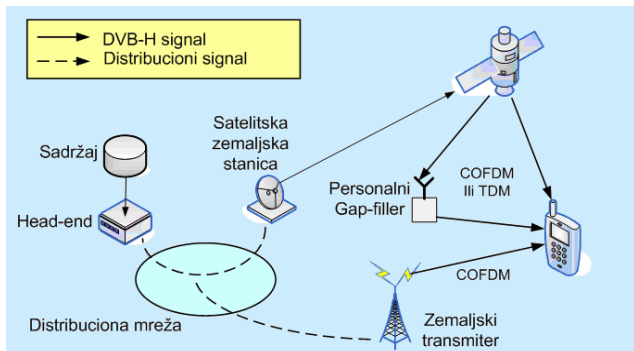 DVB-H signal
Distribucioni signal
Satelitska
zemaljska
stanica
Sadržaj
Head-end
Personalni
Gap-filler
COFDM
Ili TDM
COFDM
Distribuciona mreža
Zemaljski
transmiter